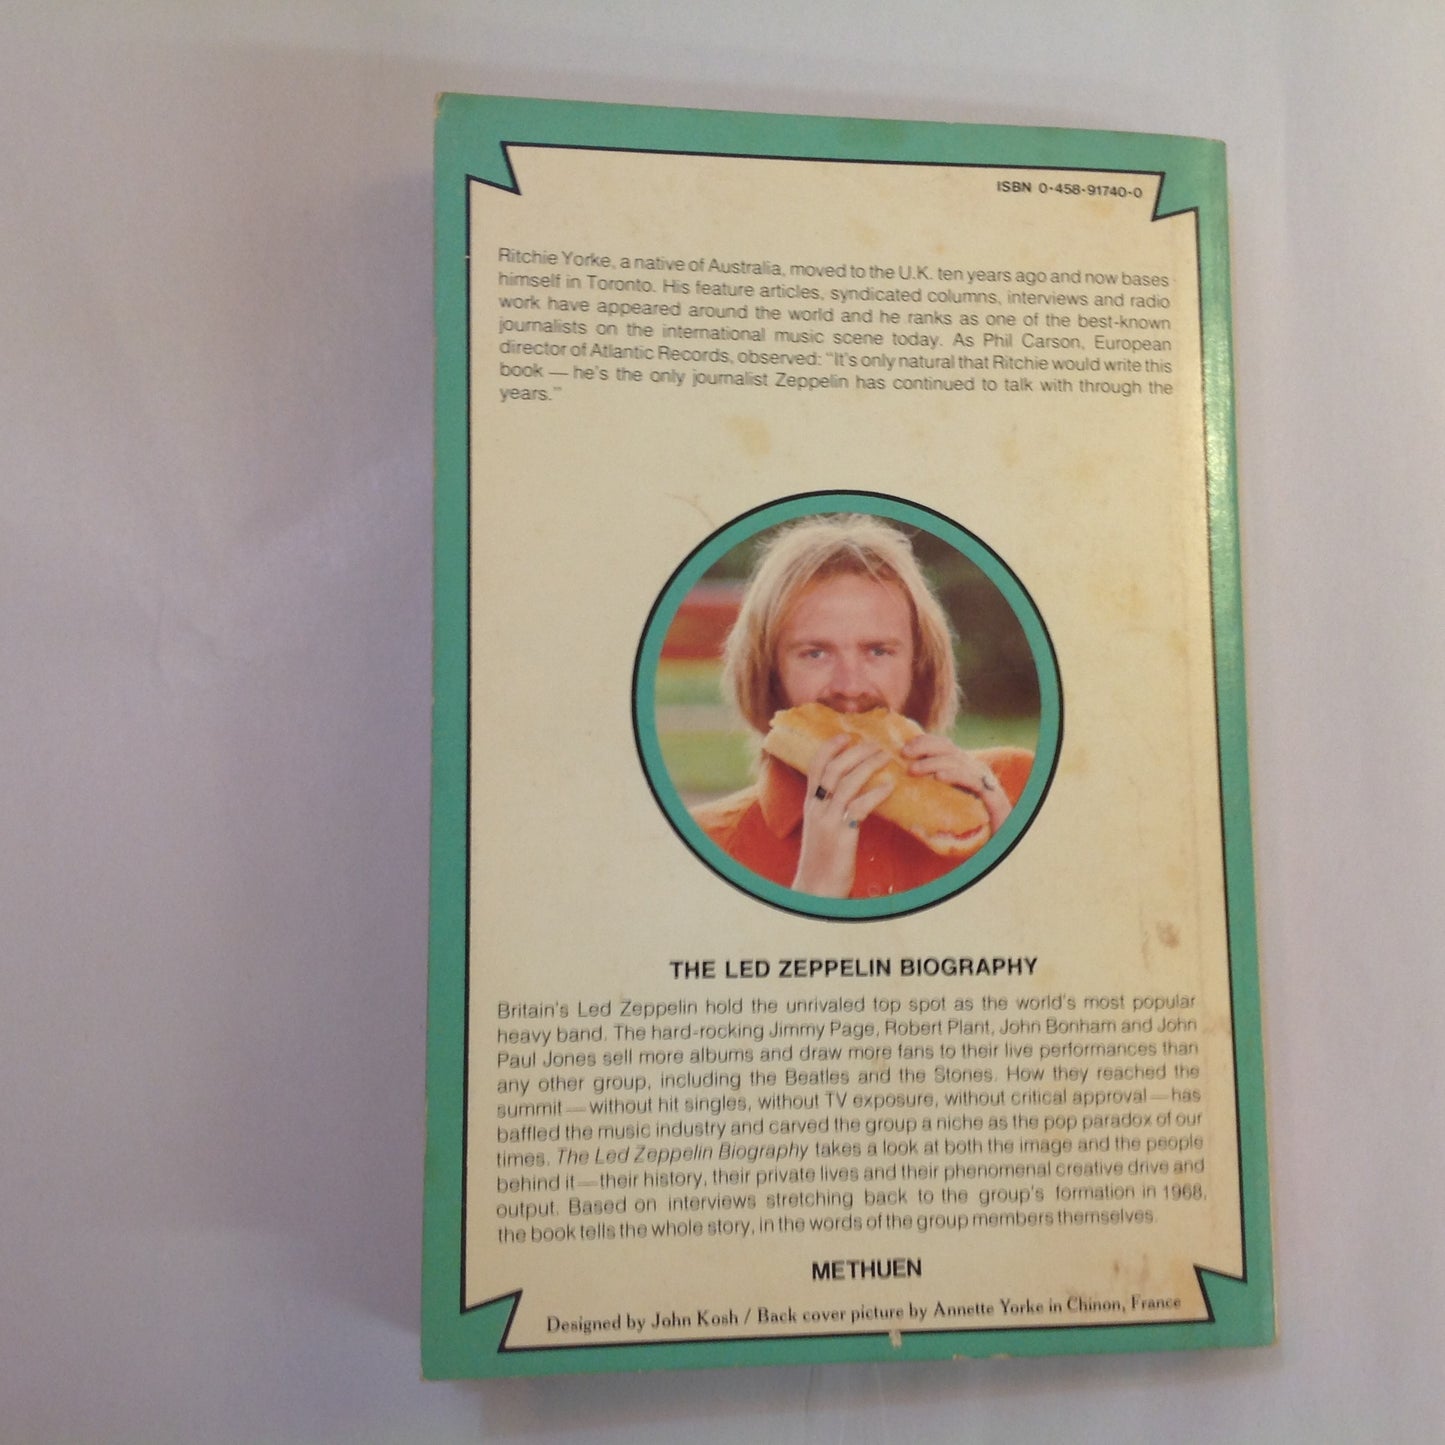 ISBN 0-458-91740-0
Ritchie Yorke, a native of Australia, moved to the U.K. ten years ago and now bases
himself in Toronto. His feature articles, syndicated columns, interviews and radio
work have appeared around the world and he ranks as one of the best-known
journalists on the international music scene today. As Phil Carson, European
director of Atlantic Records, observed: "It's only natural that Ritchie would write this
book — he's the only journalist Zeppelin has continued to talk with through the
years."
THE LED ZEPPELIN BIOGRAPHY
Britain's Led Zeppelin hold the unrivaled top spot as the world's most popular
heavy band. The hard-rocking Jimmy Page, Robert Plant, John Bonham and John
Paul Jones sell more albums and draw more fans to their live performances than
any other group, including the Beatles and the Stones. How they reached the
summit — without hit singles, without TV exposure, without critical approval — has
baffled the music industry and carved the group a niche as the pop paradox of our
times. The Led Zeppelin Biography takes a look at both the image and the people
behind it — their history, their private lives and their phenomenal creative drive and
output. Based on interviews stretching back to the group's formation in 1968,
the book tells the whole story, in the words of the group members themselves.
METHUEN
Designed by John Kosh / Back cover picture by Annette Yorke in Chinon, France